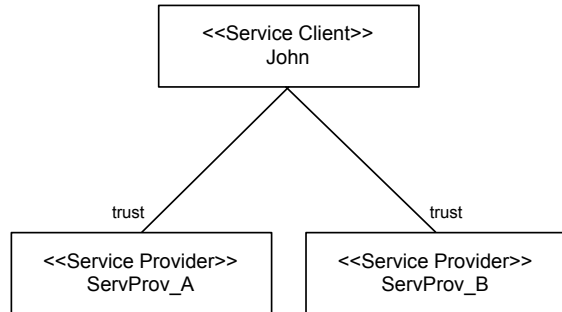 <<Service Client>>
John
trust
trust
<<Service Provider>>
ServProv_A
<<Service Provider>>
ServProv_B